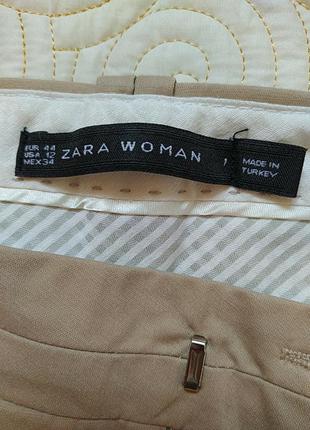 EUR 44
USA 12
MEX 34
ZARA WOMAN
MADE IN
TURKEY